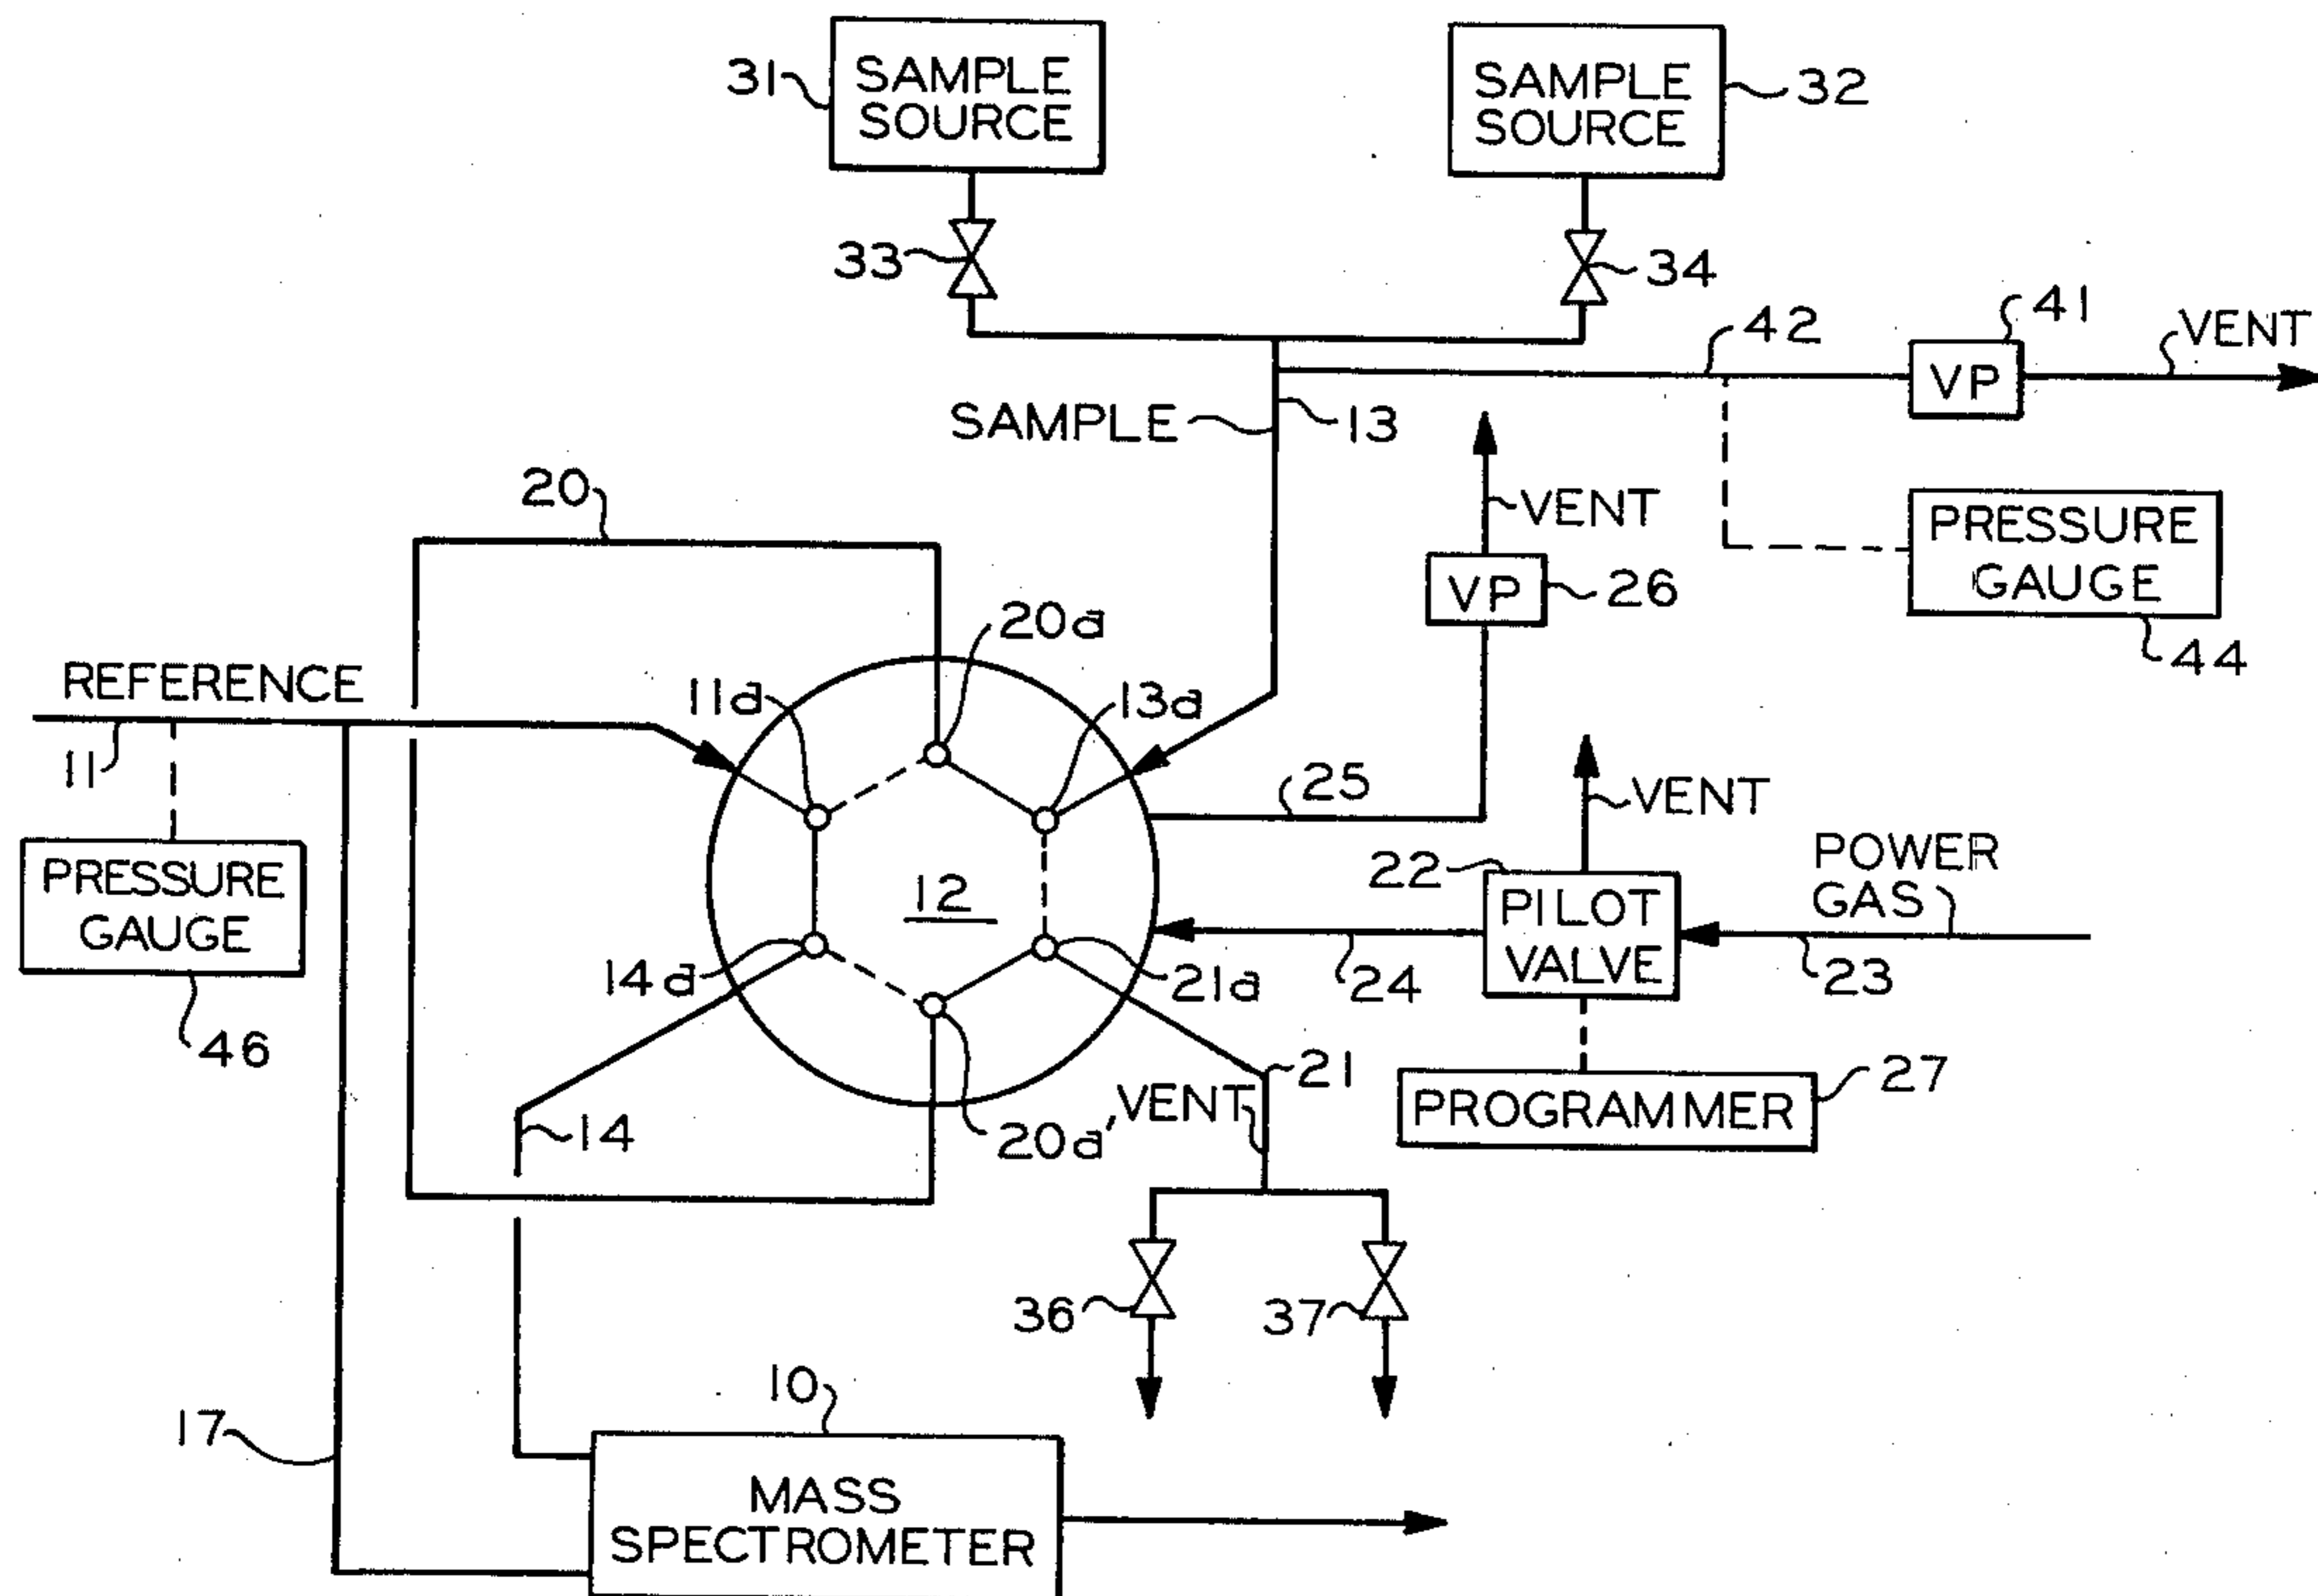 31
SAMPLE
SOURCE
SAMPLE
SOURCE
32
33
34
42
41
VP
VENT
SAMPLE
13
20
VENT
VP
26
PRESSURE
GAUGE
44
REFERENCE
11
20a
11a
13a
25
VENT
PRESSURE
GAUGE
46
12
22
PILOT
VALVE
POWER
GAS
23
24
14a
21a
20a'
VENT
21
14
PROGRAMMER
27
36
37
17
10
MASS
SPECTROMETER